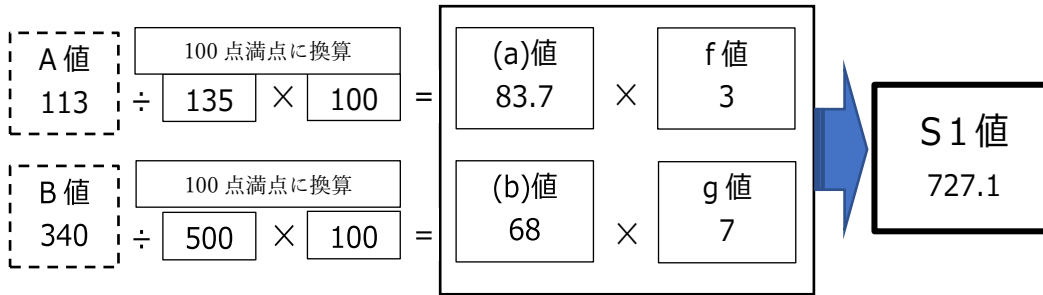 A値
113
100点満点に換算
÷ 135 × 100 =
(a)値
83.7
×
f値
3
B値
340
100点満点に換算
÷ 500 × 100 =
(b)値
68
×
g値
7
S1値
727.1